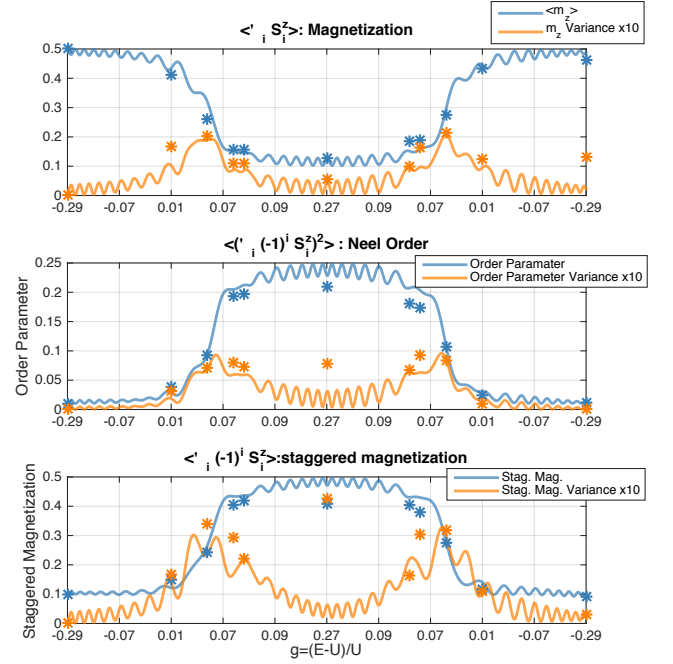 <' i S_i^z>: Magnetization
<m_z>
m_z Variance x10
0.5
0.4
0.3
0.2
0.1
0
-0.29 -0.07 0.01 0.07 0.09 0.27 0.09 0.07 0.01 -0.07 -0.29
<(' i (-1)^i S_i^z)^2> : Neel Order
Order Paramater
Order Parameter Variance x10
0.25
0.2
0.15
0.1
0.05
0
Order Parameter
-0.29 -0.07 0.01 0.07 0.09 0.27 0.09 0.07 0.01 -0.07 -0.29
<' i (-1)^i S_i^z>:staggered magnetization
Stag. Mag.
Stag. Mag. Variance x10
0.5
0.4
0.3
0.2
0.1
0
Staggered Magnetization
-0.29 -0.07 0.01 0.07 0.09 0.27 0.09 0.07 0.01 -0.07 -0.29
g=(E-U)/U